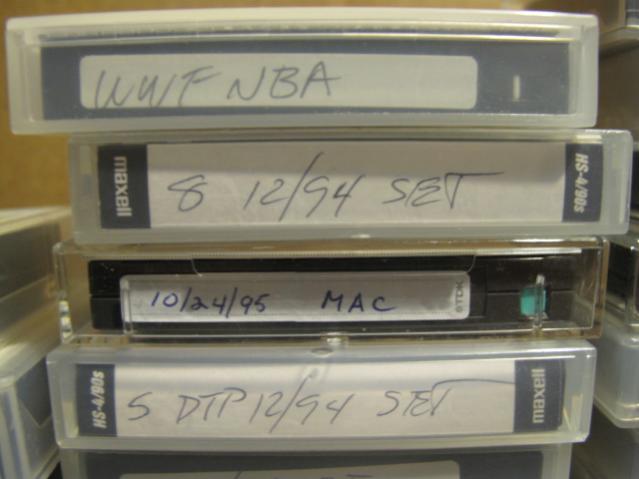 WWF NBA
maxell 8 12/94 SET HS-4/90s
10/24/95 MAC TDK
HS-4/90s 5 DTP 12/94 SET maxell